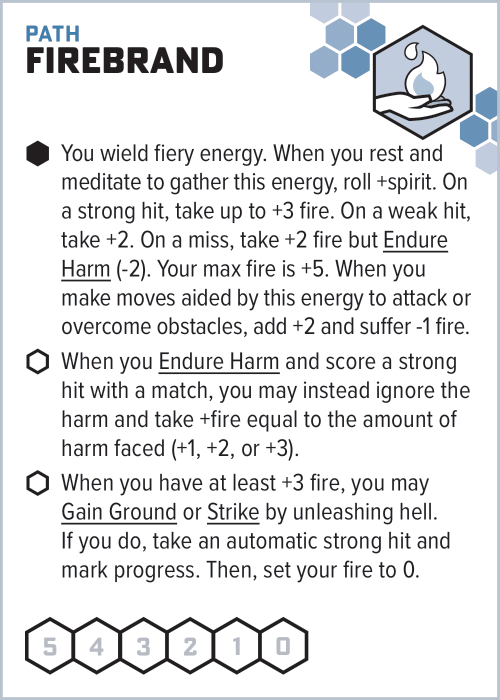 PATH
FIREBRAND
You wield fiery energy. When you rest and
meditate to gather this energy, roll +spirit. On
a strong hit, take up to +3 fire. On a weak hit,
take +2. On a miss, take +2 fire but Endure
Harm (-2). Your max fire is +5. When you
make moves aided by this energy to attack or
overcome obstacles, add +2 and suffer -1 fire.
When you Endure Harm and score a strong
hit with a match, you may instead ignore the
harm and take +fire equal to the amount of
harm faced (+1, +2, or +3).
When you have at least +3 fire, you may
Gain Ground or Strike by unleashing hell.
If you do, take an automatic strong hit and
mark progress. Then, set your fire to 0.
5 4 3 2 1 0